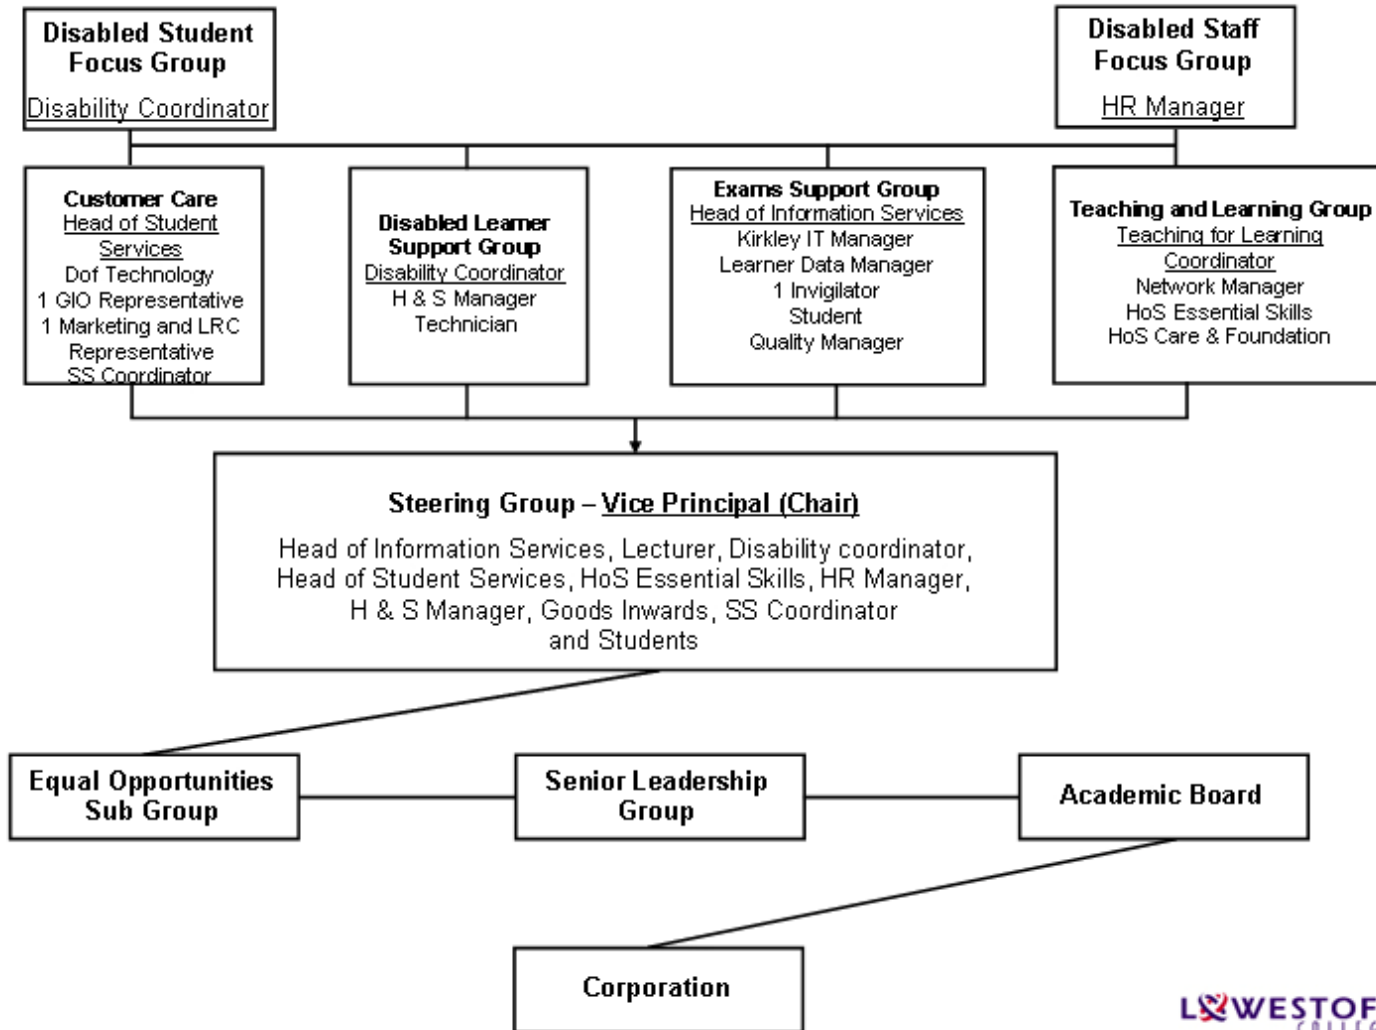 Disabled Student
Focus Group
Disability Coordinator
Disabled Staff
Focus Group
HR Manager
Customer Care
Head of Student
Services
Dof Technology
1 GIO Representative
1 Marketing and LRC
Representative
SS Coordinator
Disabled Learner
Support Group
Disability Coordinator
H & S Manager
Technician
Exams Support Group
Head of Information Services
Kirkley IT Manager
Learner Data Manager
1 Invigilator
Student
Quality Manager
Teaching and Learning Group
Teaching for Learning
Coordinator
Network Manager
HoS Essential Skills
HoS Care & Foundation
Steering Group – Vice Principal (Chair)
Head of Information Services, Lecturer, Disability coordinator,
Head of Student Services, HoS Essential Skills, HR Manager,
H & S Manager, Goods Inwards, SS Coordinator
and Students
Equal Opportunities
Sub Group
Senior Leadership
Group
Academic Board
Corporation
LOWESTOF